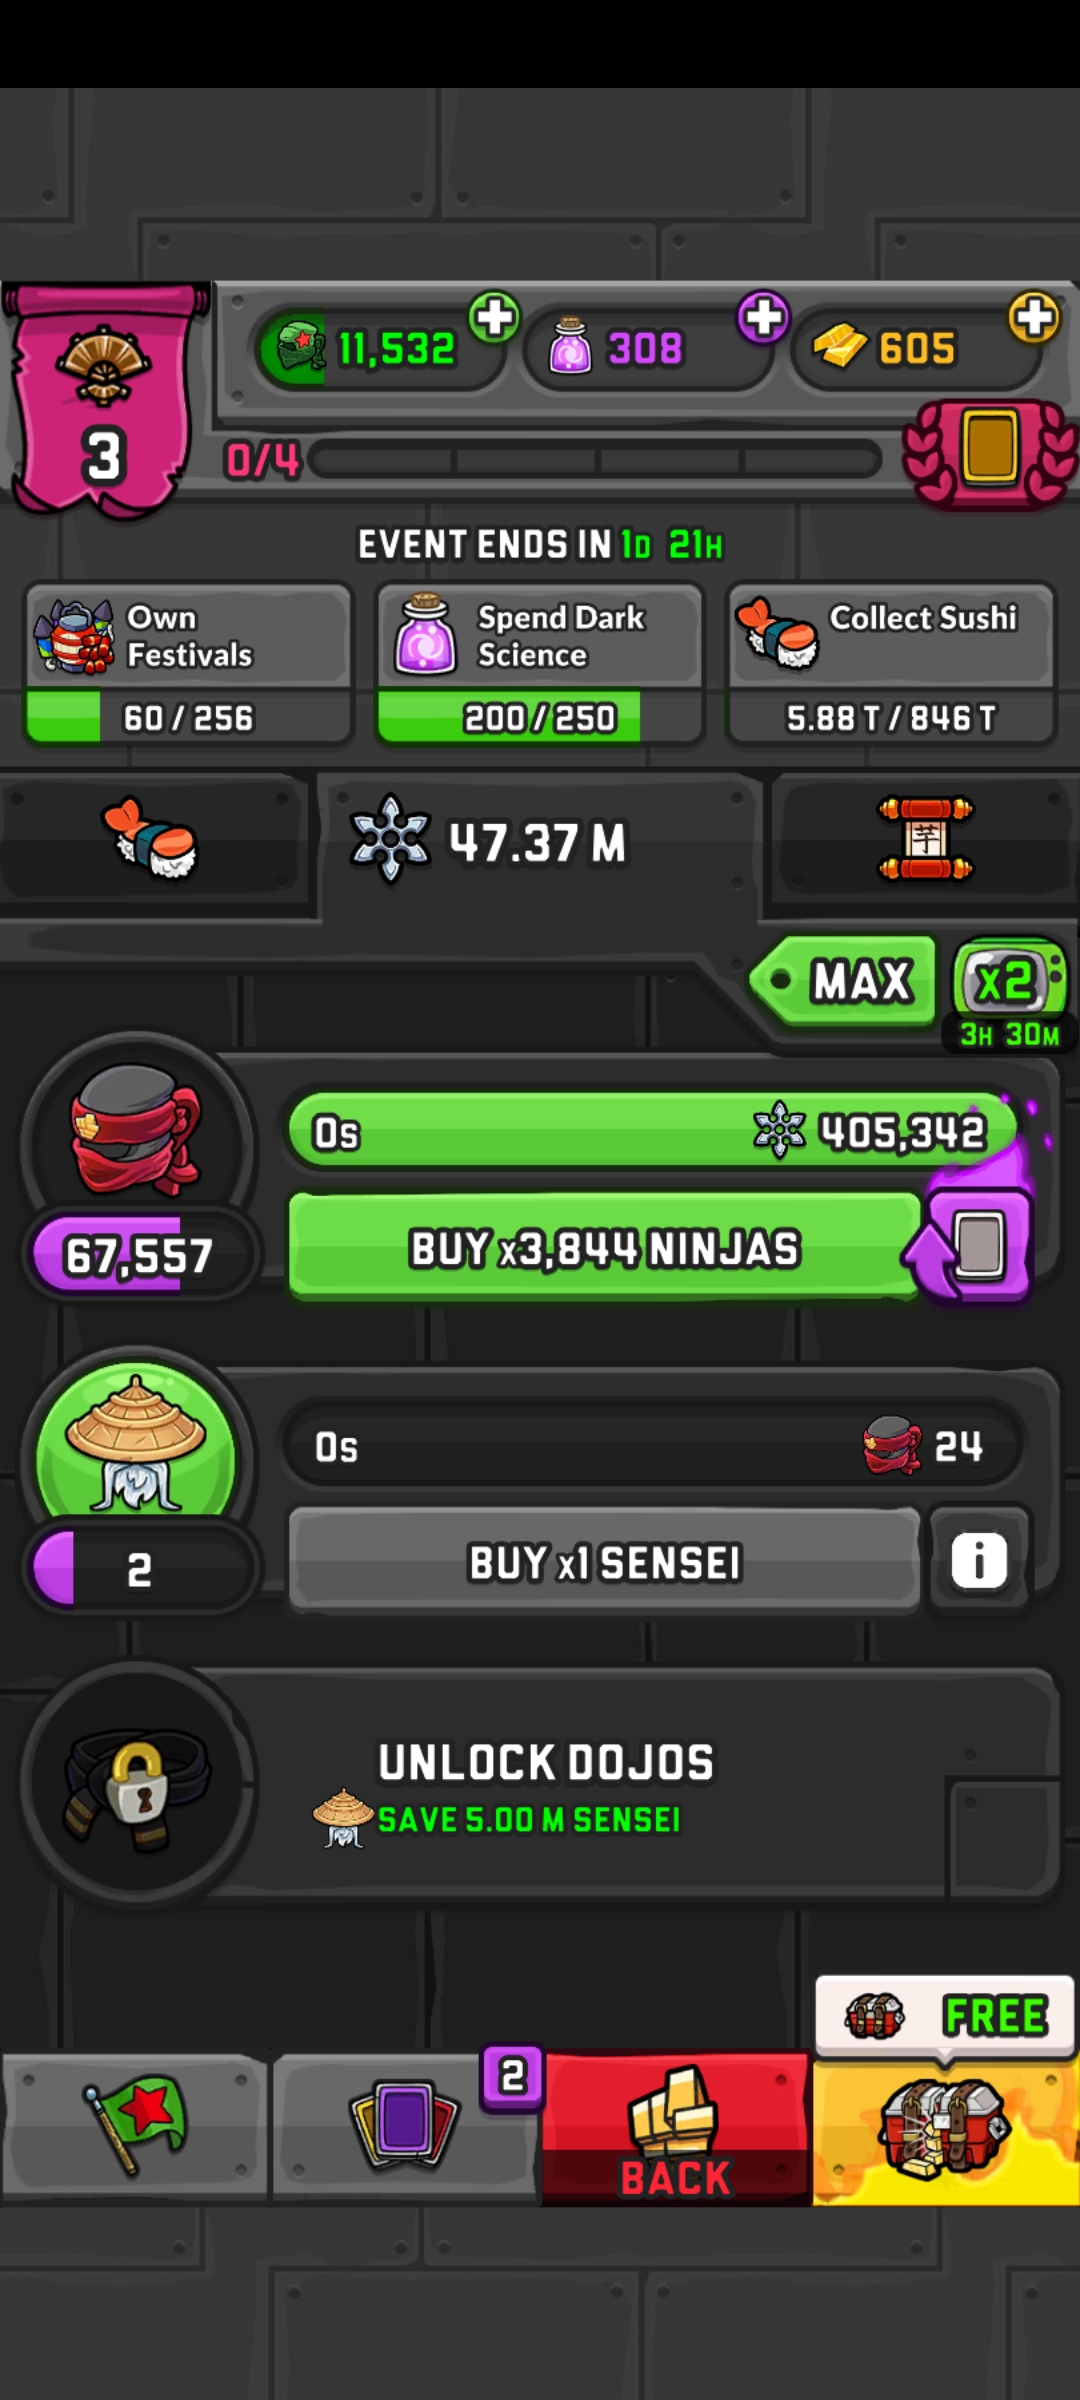 11,532
308
605
3
0/4
EVENT ENDS IN 1D 21H
Own
Festivals
60 / 256
Spend Dark
Science
200 / 250
Collect Sushi
5.88 T / 846 T
47.37 M
芋
MAX
x2
3H 30M
0s
405,342
67,557
BUY x3,844 NINJAS
0s
24
2
BUY x1 SENSEI
i
UNLOCK DOJOS
SAVE 5.00 M SENSEI
FREE
2
BACK